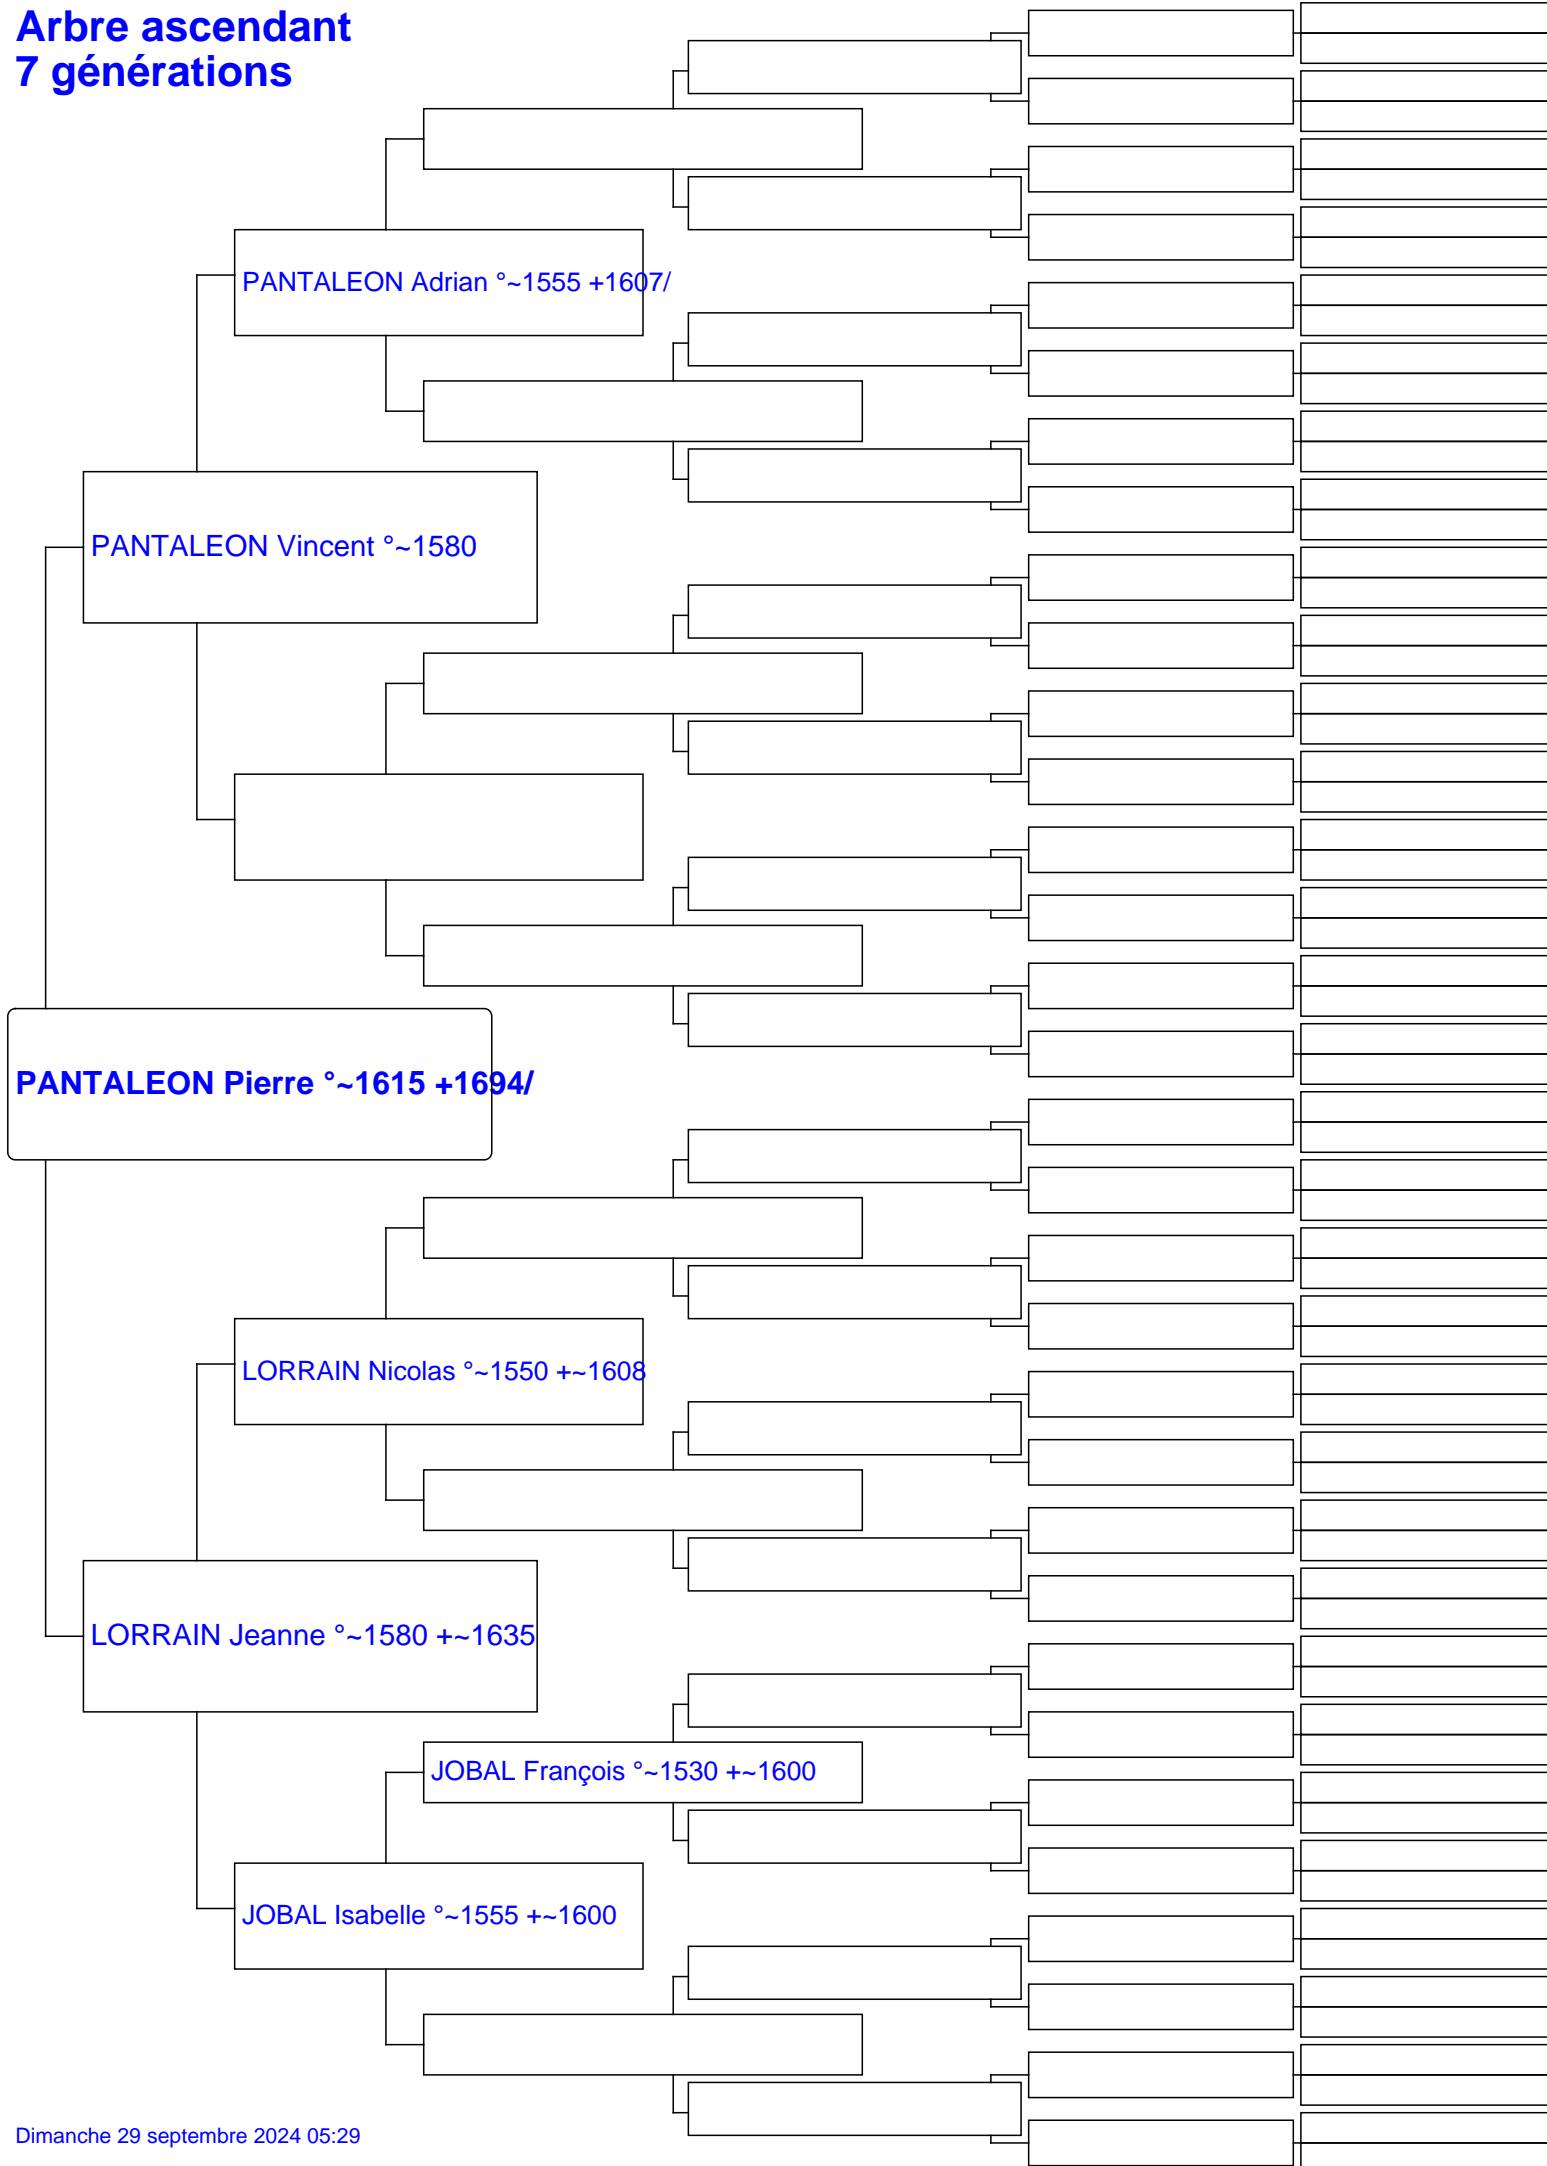 Arbre ascendant
7 générations
PANTALEON Adrian °~1555 +1607/
PANTALEON Vincent °~1580
PANTALEON Pierre °~1615 +1694/
LORRAIN Nicolas °~1550 +~1608
LORRAIN Jeanne °~1580 +~1635
JOBAL François °~1530 +~1600
JOBAL Isabelle °~1555 +~1600
Dimanche 29 septembre 2024 05:29